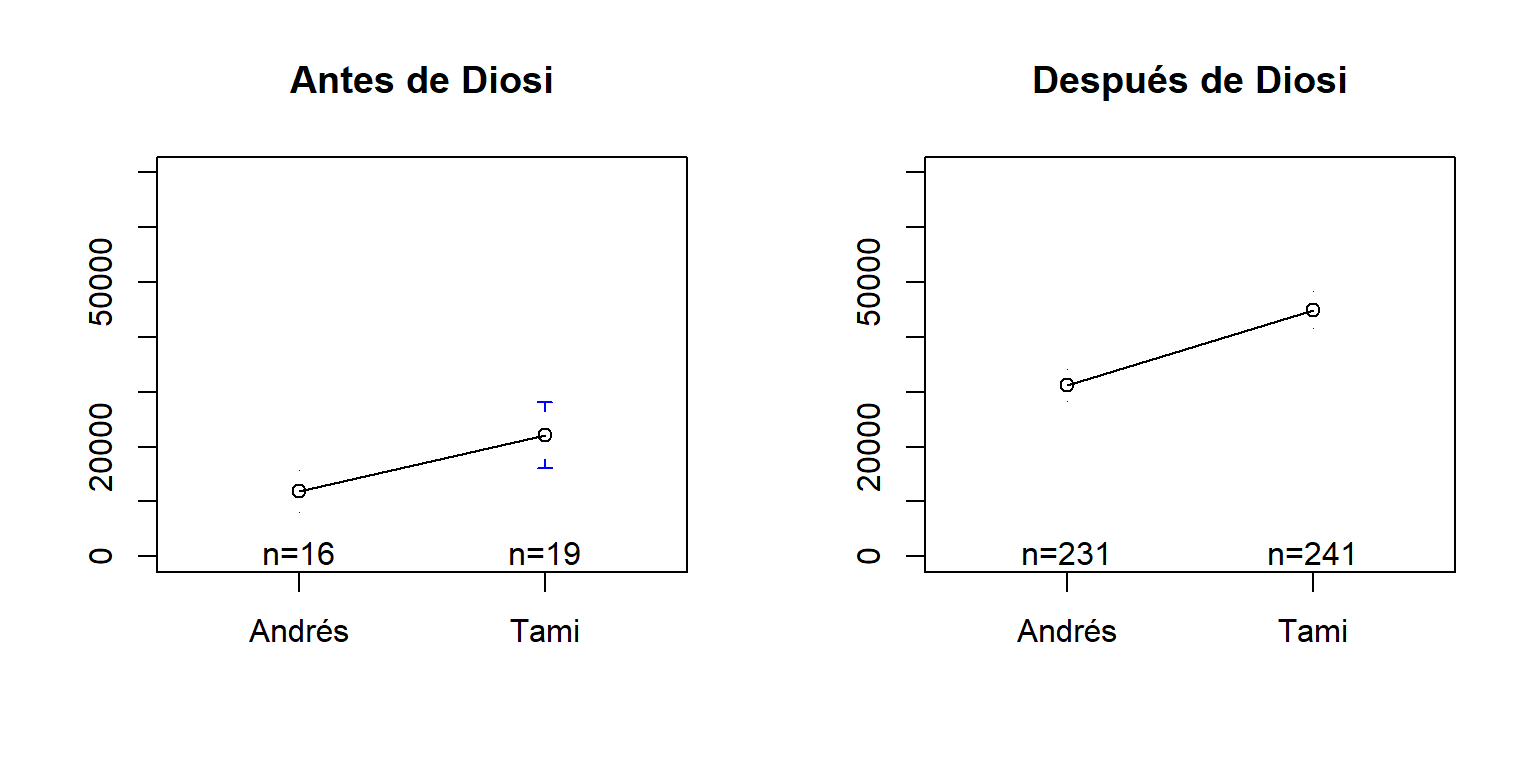 Antes de Diosi
50000
20000
0
n=16 n=19
Andrés Tami
Después de Diosi
50000
20000
0
n=231 n=241
Andrés Tami